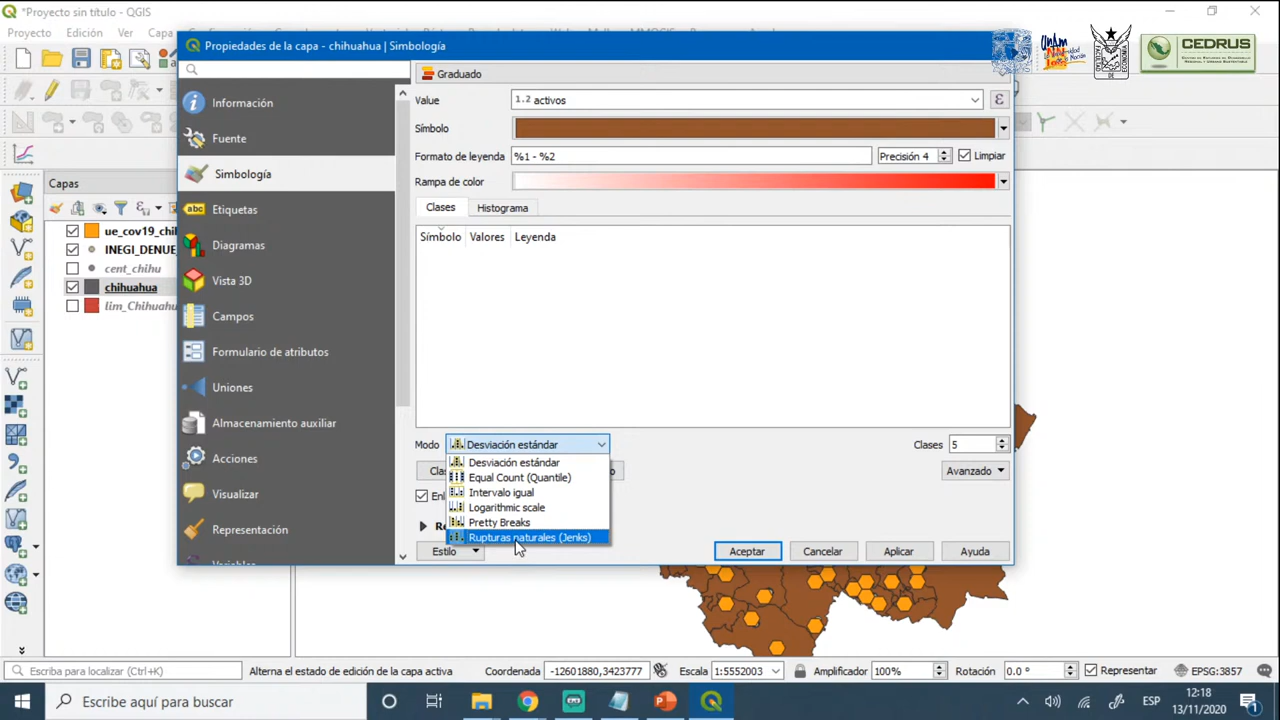 *Proyecto sin título - QGIS
Proyecto Edición Ver Capa
Propiedades de la capa - chihuahua | Simbología
UNAM
CEDRUS
Información
Fuente
Simbología
Etiquetas
Diagramas
Vista 3D
Campos
Formulario de atributos
Uniones
Almacenamiento auxiliar
Acciones
Visualizar
Representación
Variables
Graduado
Value 1.2 activos
Símbolo
Formato de leyenda %1 - %2 Precisión 4 Limpiar
Rampa de color
Clases Histograma
Símbolo Valores Leyenda
Modo Desviación estándar Clases 5
Desviación estándar
Equal Count (Quantile)
Intervalo igual
Logarithmic scale
Pretty Breaks
Rupturas naturales (Jenks)
Avanzado
Estilo Aceptar Cancelar Aplicar Ayuda
Capas
ue_cov19_chi
INEGI_DENUE_
cent_chihu
chihuahua
lim_Chihuahu
Escriba para localizar (Ctrl+K) Alterna el estado de edición de la capa activa Coordenada -12601880,3423777 Escala 1:5552003 Amplificador 100% Rotación 0.0 ° Representar EPSG:3857
Escribe aquí para buscar ESP 12:18
13/11/2020